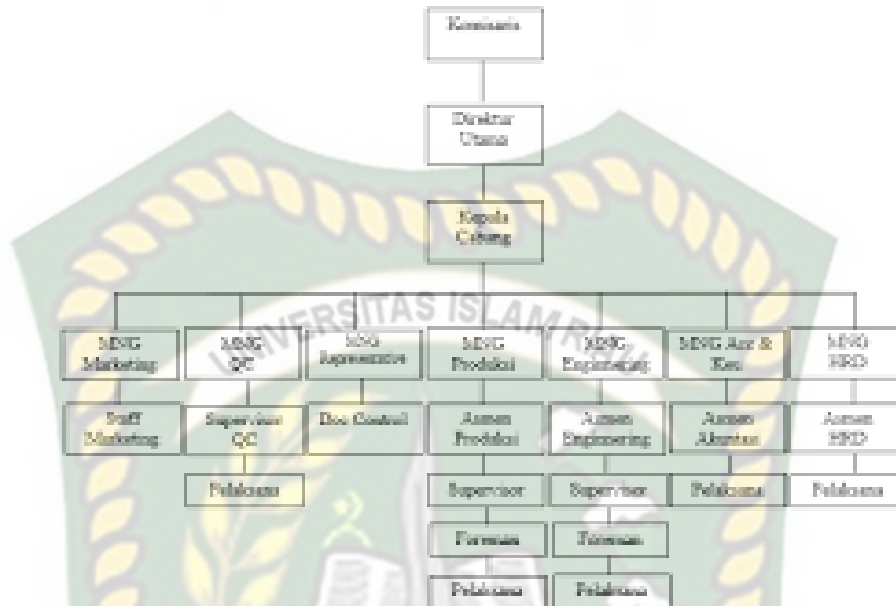 Komisaris
Direktur
Utama
Kepala
Cabang
UNIVERSITAS ISLAM RIAU
MNG
Marketing
MNG
QC
MNG
Representative
MNG
Produksi
MNG
Engineering
MNG Acc &
Keu
MNG
HRD
Staff
Marketing
Supervisor
QC
Doc Control
Asmen
Produksi
Asmen
Engineering
Asmen
Akuntan
Asmen
HRD
Pelaksana
Supervisor
Supervisor
Pelaksana
Pelaksana
Foreman
Foreman
Pelaksana
Pelaksana